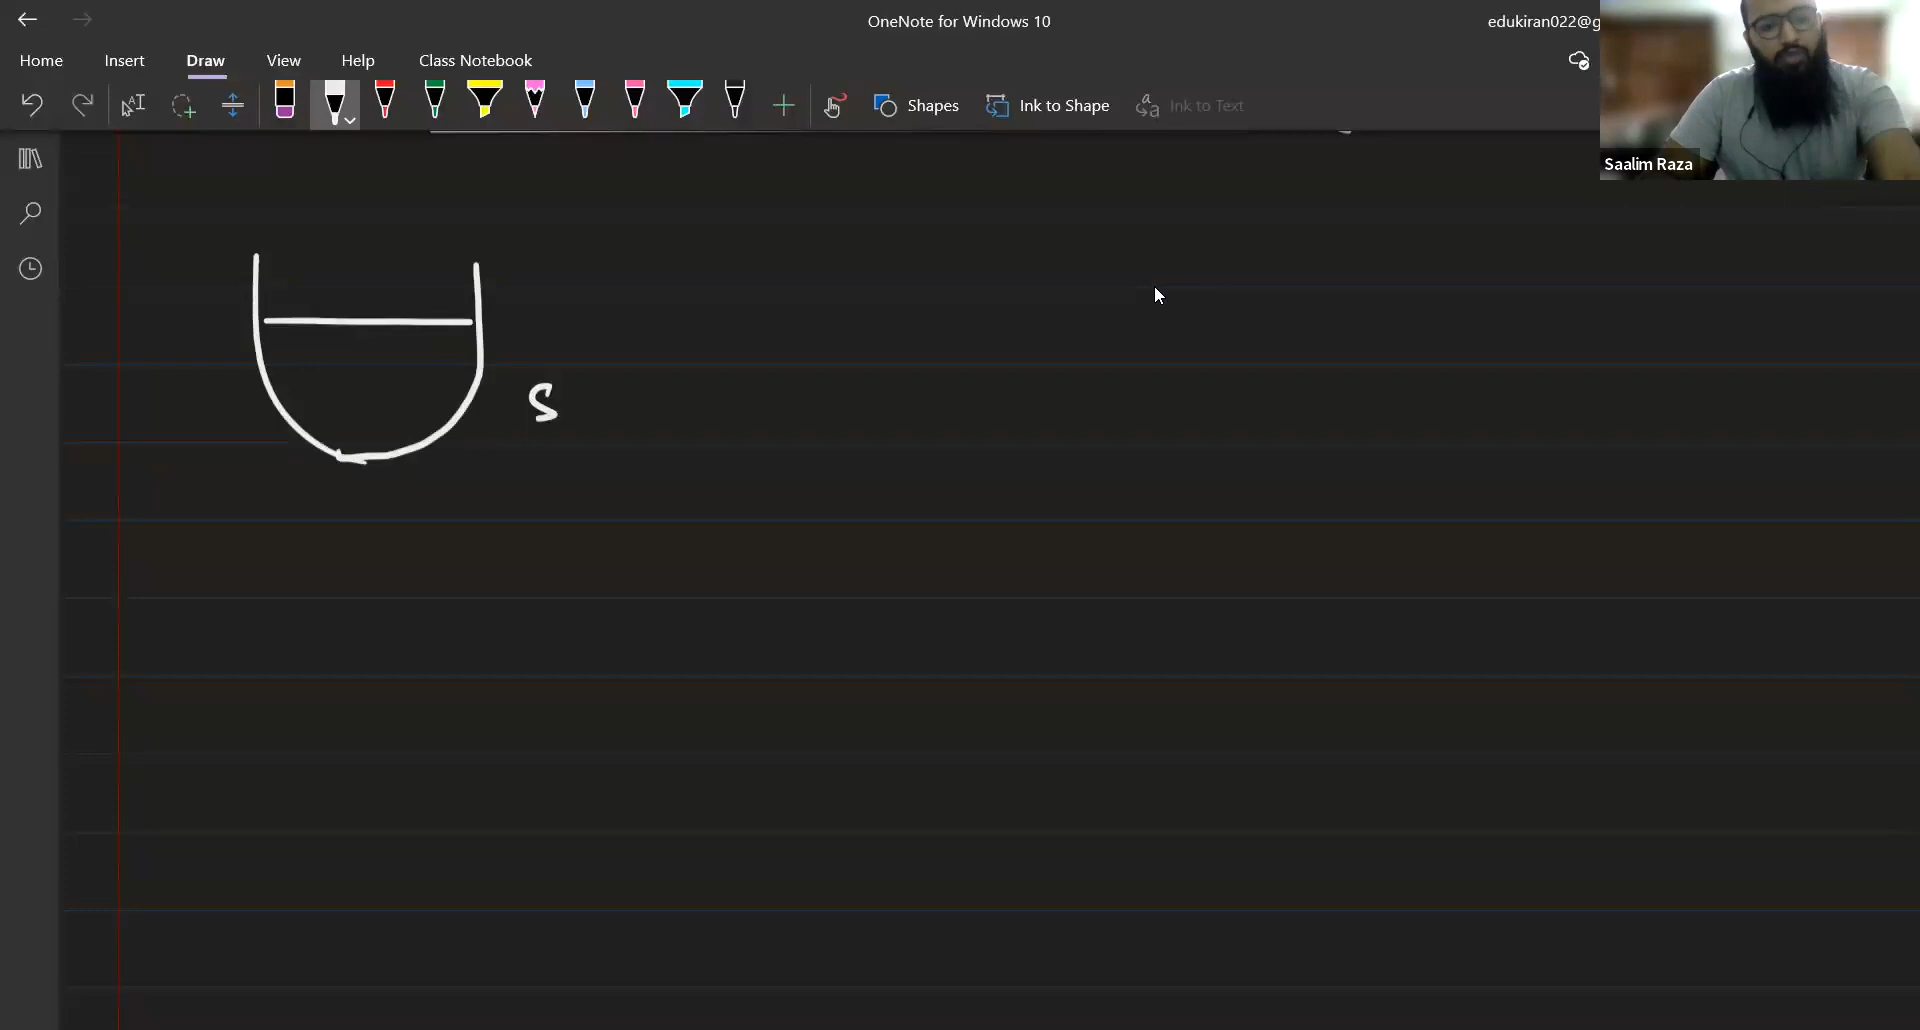 OneNote for Windows 10
edukiran022@g
Home Insert Draw View Help Class Notebook
Shapes Ink to Shape Ink to Text
Saalim Raza
S